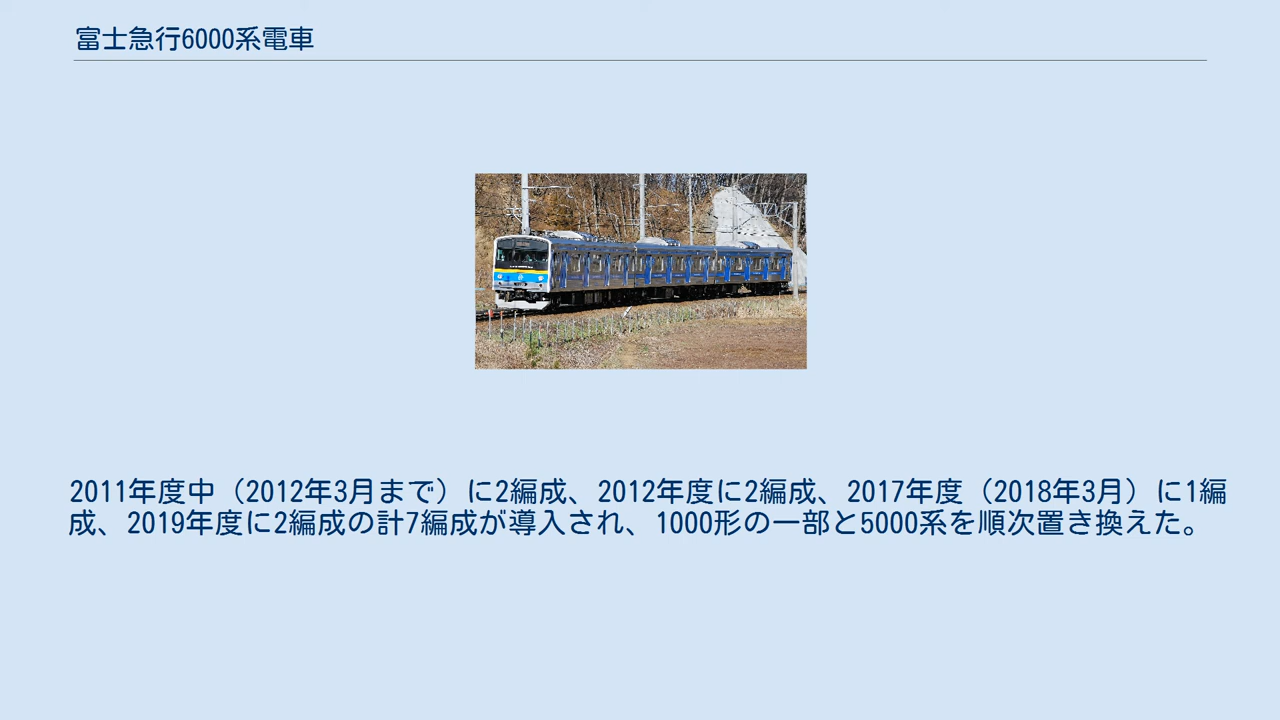 富士急行6000系電車
2011年度中（2012年3月まで）に2編成、2012年度に2編成、2017年度（2018年3月）に1編
成、2019年度に2編成の計7編成が導入され、1000形の一部と5000系を順次置き換えた。